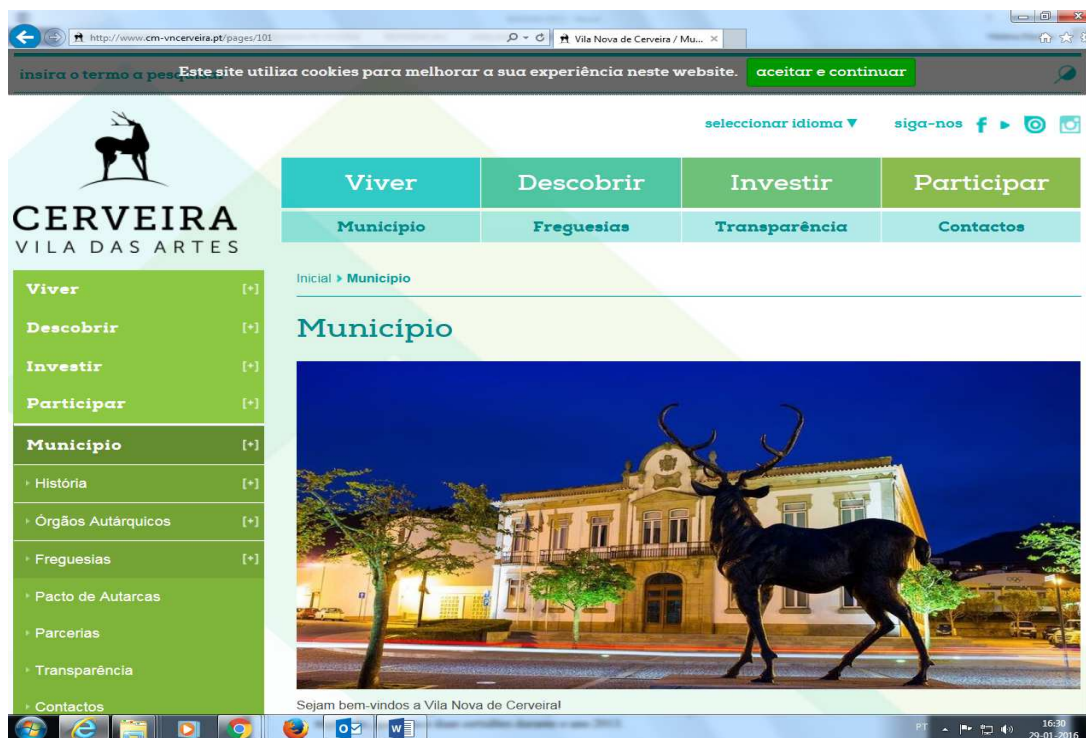 http://www.cm-vncerveira.pt/pages/101
Vila Nova de Cerveira / Mu...
insira o termo a
Este site utiliza cookies para melhorar a sua experiência neste website.
aceitar e continuar
seleccionar idioma ▼
siga-nos
CERVEIRA
VILA DAS ARTES
Viver
Descobrir
Investir
Participar
Município
Freguesias
Transparência
Contactos
Viver [+]
Descobrir [+]
Investir [+]
Participar [+]
Município [+]
História [+]
Órgãos Autárquicos [+]
Freguesias [+]
Pacto de Autarcas
Parcerias
Transparência
Contactos
Inicial > Município
Município
Sejam bem-vindos a Vila Nova de Cerveira!
PT
16:30
29-01-2016